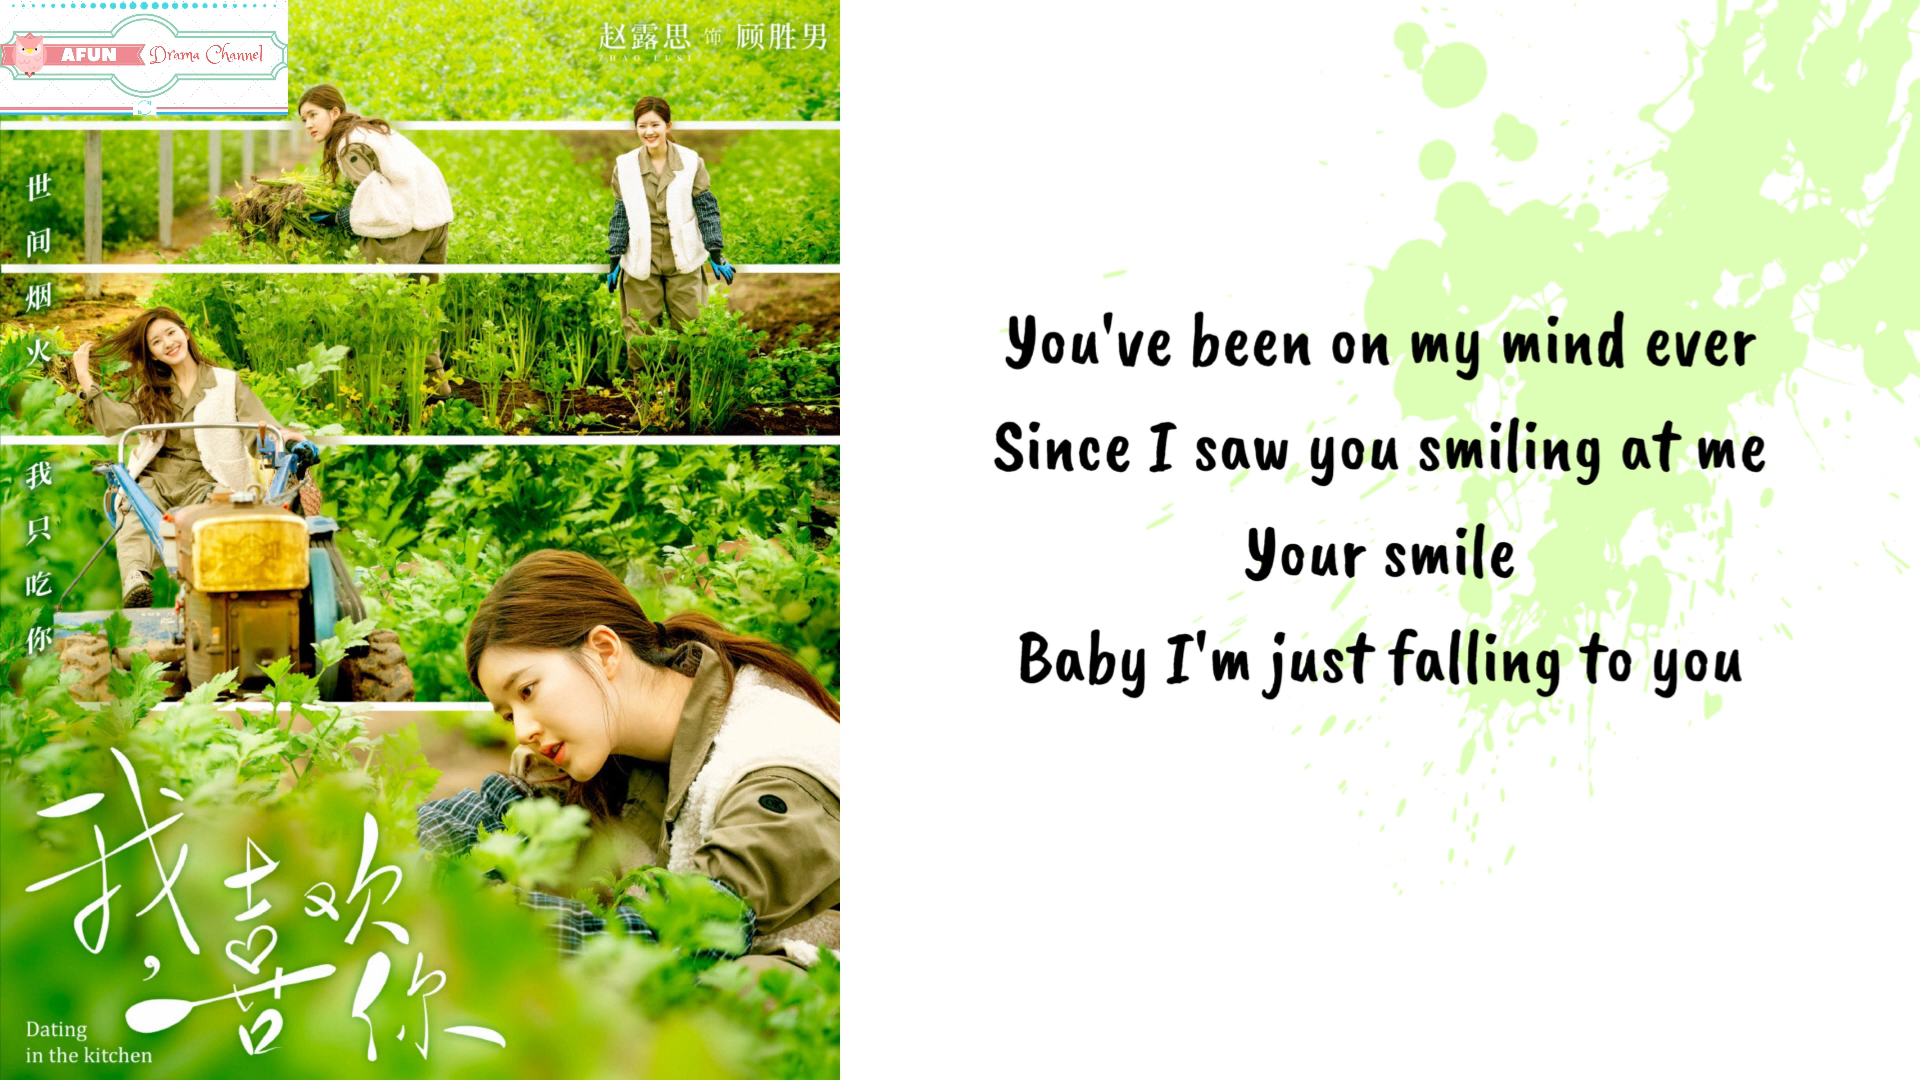 AFUN Drama Channel
赵露思 饰 顾胜男
ZHAO LUSI
世间烟火
我只吃你
我,喜欢你
Dating
in the kitchen
You've been on my mind ever
Since I saw you smiling at me
Your smile
Baby I'm just falling to you